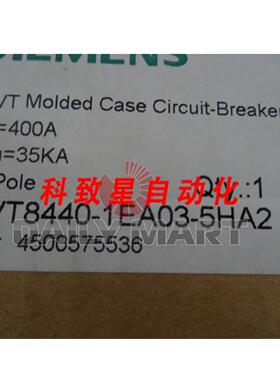 SIEMENS
VT Molded Case Circuit-Breaker
=400A
=35KA
Pole
Qty.:1
科致星自动化
DAILYMART
VT8440-1EA03-5HA2
4500575536